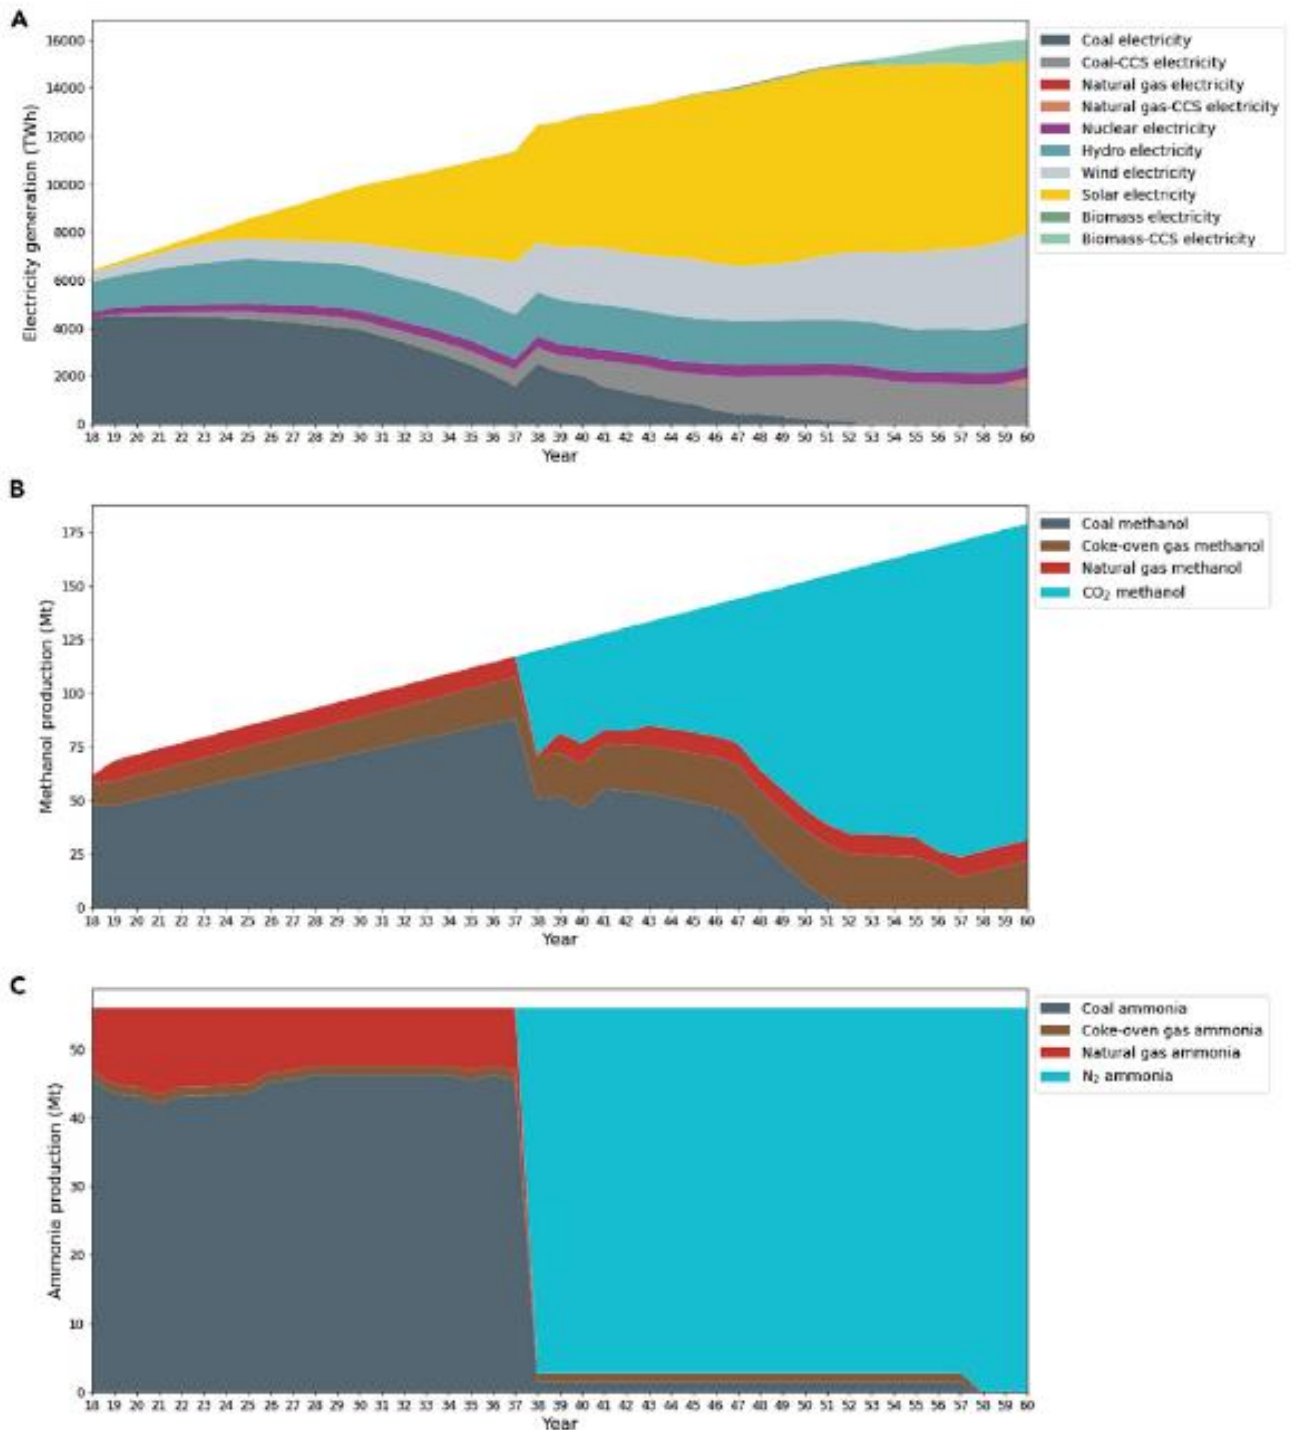 A
Electricity generation (TWh)
16000
14000
12000
10000
8000
6000
4000
2000
0
18 19 20 21 22 23 24 25 26 27 28 29 30 31 32 33 34 35 36 37 38 39 40 41 42 43 44 45 46 47 48 49 50 51 52 53 54 55 56 57 58 59 60
Year
Coal electricity
Coal-CCS electricity
Natural gas electricity
Natural gas-CCS electricity
Nuclear electricity
Hydro electricity
Wind electricity
Solar electricity
Biomass electricity
Biomass-CCS electricity
B
Methanol production (Mt)
175
150
125
100
75
50
25
0
18 19 20 21 22 23 24 25 26 27 28 29 30 31 32 33 34 35 36 37 38 39 40 41 42 43 44 45 46 47 48 49 50 51 52 53 54 55 56 57 58 59 60
Year
Coal methanol
Coke-oven gas methanol
Natural gas methanol
CO₂ methanol
C
Ammonia production (Mt)
50
40
30
20
10
0
18 19 20 21 22 23 24 25 26 27 28 29 30 31 32 33 34 35 36 37 38 39 40 41 42 43 44 45 46 47 48 49 50 51 52 53 54 55 56 57 58 59 60
Year
Coal ammonia
Coke-oven gas ammonia
Natural gas ammonia
N₂ ammonia